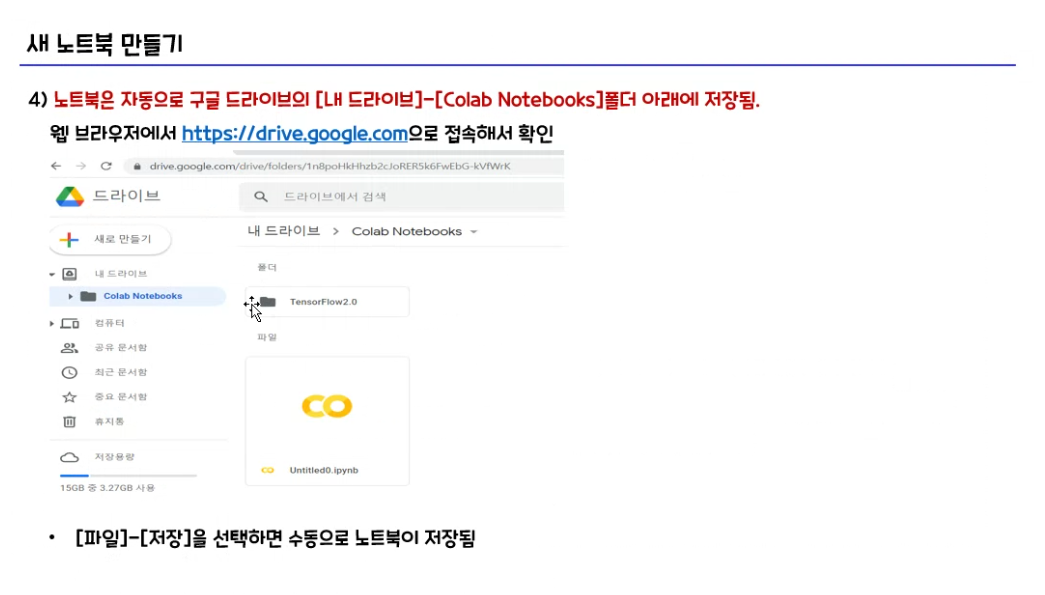 새 노트북 만들기
4) 노트북은 자동으로 구글 드라이브의 [내 드라이브]-[Colab Notebooks]폴더 아래에 저장됨.
웹 브라우저에서 https://drive.google.com으로 접속해서 확인
drive.google.com/drive/folders/1n8poHkHhzb2cJoRER5k6FwEbG-kVfWrK
드라이브
드라이브에서 검색
새로 만들기
내 드라이브 > Colab Notebooks
내 드라이브
Colab Notebooks
컴퓨터
공유 문서함
최근 문서함
중요 문서함
휴지통
저장용량
15GB 중 3.27GB 사용
폴더
TensorFlow2.0
파일
Untitled0.ipynb
• [파일]-[저장]을 선택하면 수동으로 노트북이 저장됨